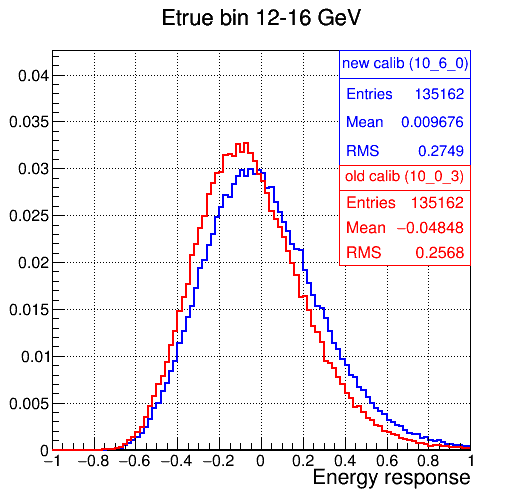 Etrue bin 12-16 GeV
new calib (10_6_0)
Entries 135162
Mean 0.009676
RMS 0.2749
old calib (10_0_3)
Entries 135162
Mean −0.04848
RMS 0.2568
0.04
0.035
0.03
0.025
0.02
0.015
0.01
0.005
0
−1 −0.8 −0.6 −0.4 −0.2 0 0.2 0.4 0.6 0.8 1
Energy response